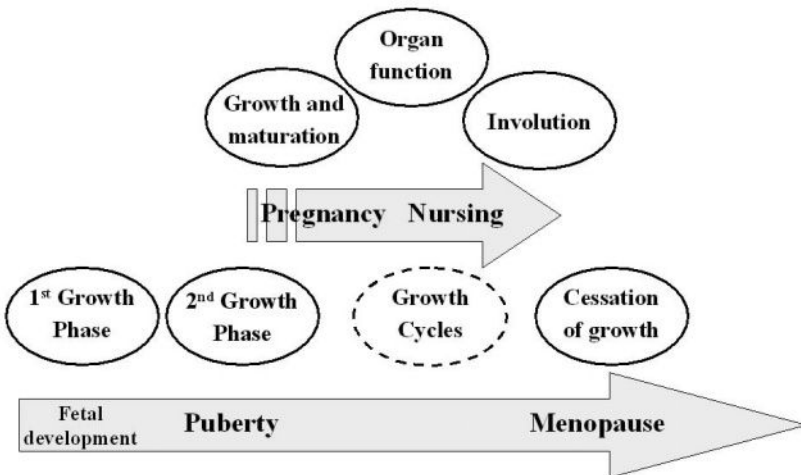 Organ
function
Growth and
maturation
Involution
Pregnancy Nursing
1st Growth
Phase
2nd Growth
Phase
Growth
Cycles
Cessation
of growth
Fetal
development
Puberty
Menopause